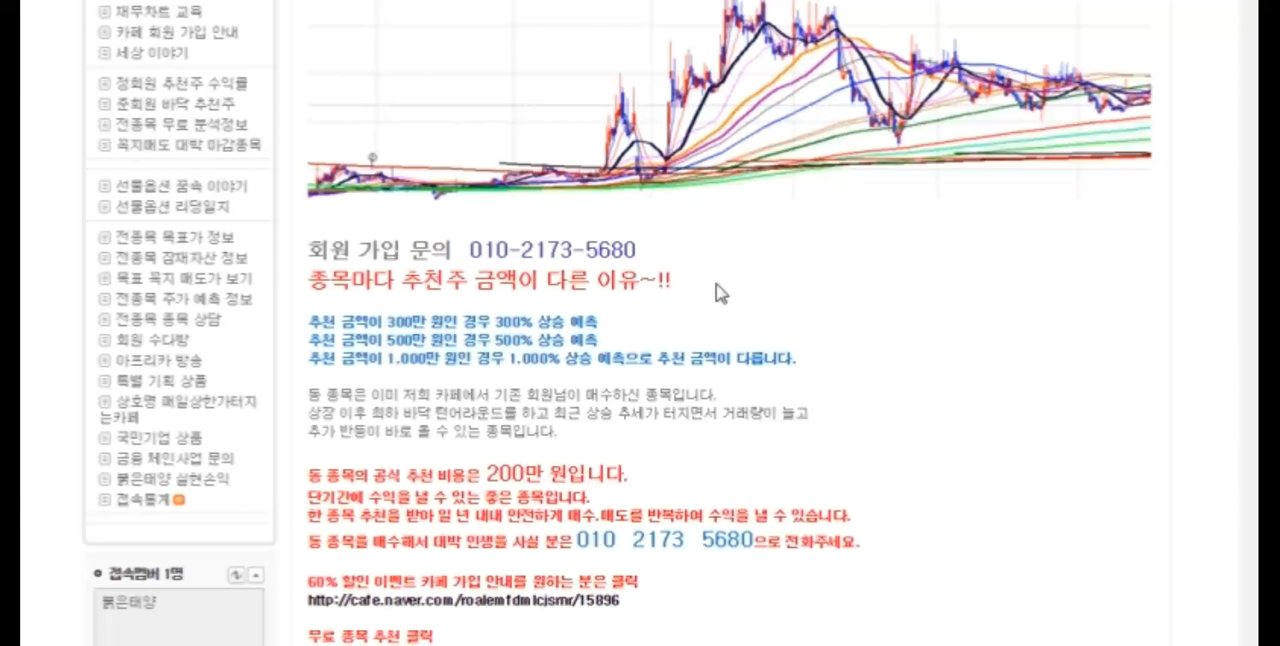 재무차트 교육
카페 회원 가입 안내
세상 이야기
정회원 추천주 수익률
준회원 바닥 추천주
전종목 무료 분석정보
꼭지매도 대박 마감종목
선물옵션 꿈속 이야기
선물옵션 리딩일지
전종목 목표가 정보
전종목 잠재자산 정보
목표 꼭지 매도가 보기
전종목 주가 예측 정보
전종목 종목 상담
회원 수다방
아프리카 방송
특별 기획 상품
상호명 매일상한가터지
는카페
국민기업 상품
금융 체인사업 문의
붉은태양 실현손익
접속통계
접속멤버 1명
붉은태양
회원 가입 문의 010-2173-5680
종목마다 추천주 금액이 다른 이유~!!
추천 금액이 300만 원인 경우 300% 상승 예측
추천 금액이 500만 원인 경우 500% 상승 예측
추천 금액이 1.000만 원인 경우 1.000% 상승 예측으로 추천 금액이 다릅니다.
동 종목은 이미 저희 카페에서 기존 회원님이 매수하신 종목입니다.
상장 이후 최하 바닥 턴어라운드를 하고 최근 상승 추세가 터지면서 거래량이 늘고
추가 반등이 바로 올 수 있는 종목입니다.
동 종목의 공식 추천 비용은 200만 원입니다.
단기간에 수익을 낼 수 있는 좋은 종목입니다.
한 종목 추천을 받아 일 년 내내 안전하게 매수.매도를 반복하여 수익을 낼 수 있습니다.
동 종목을 매수해서 대박 인생을 사실 분은 010 2173 5680으로 전화주세요.
60% 할인 이벤트 카페 가입 안내를 원하는 분은 클릭
http://cafe.naver.com/roalemfdmlcjsmr/15896
무료 종목 추천 클릭